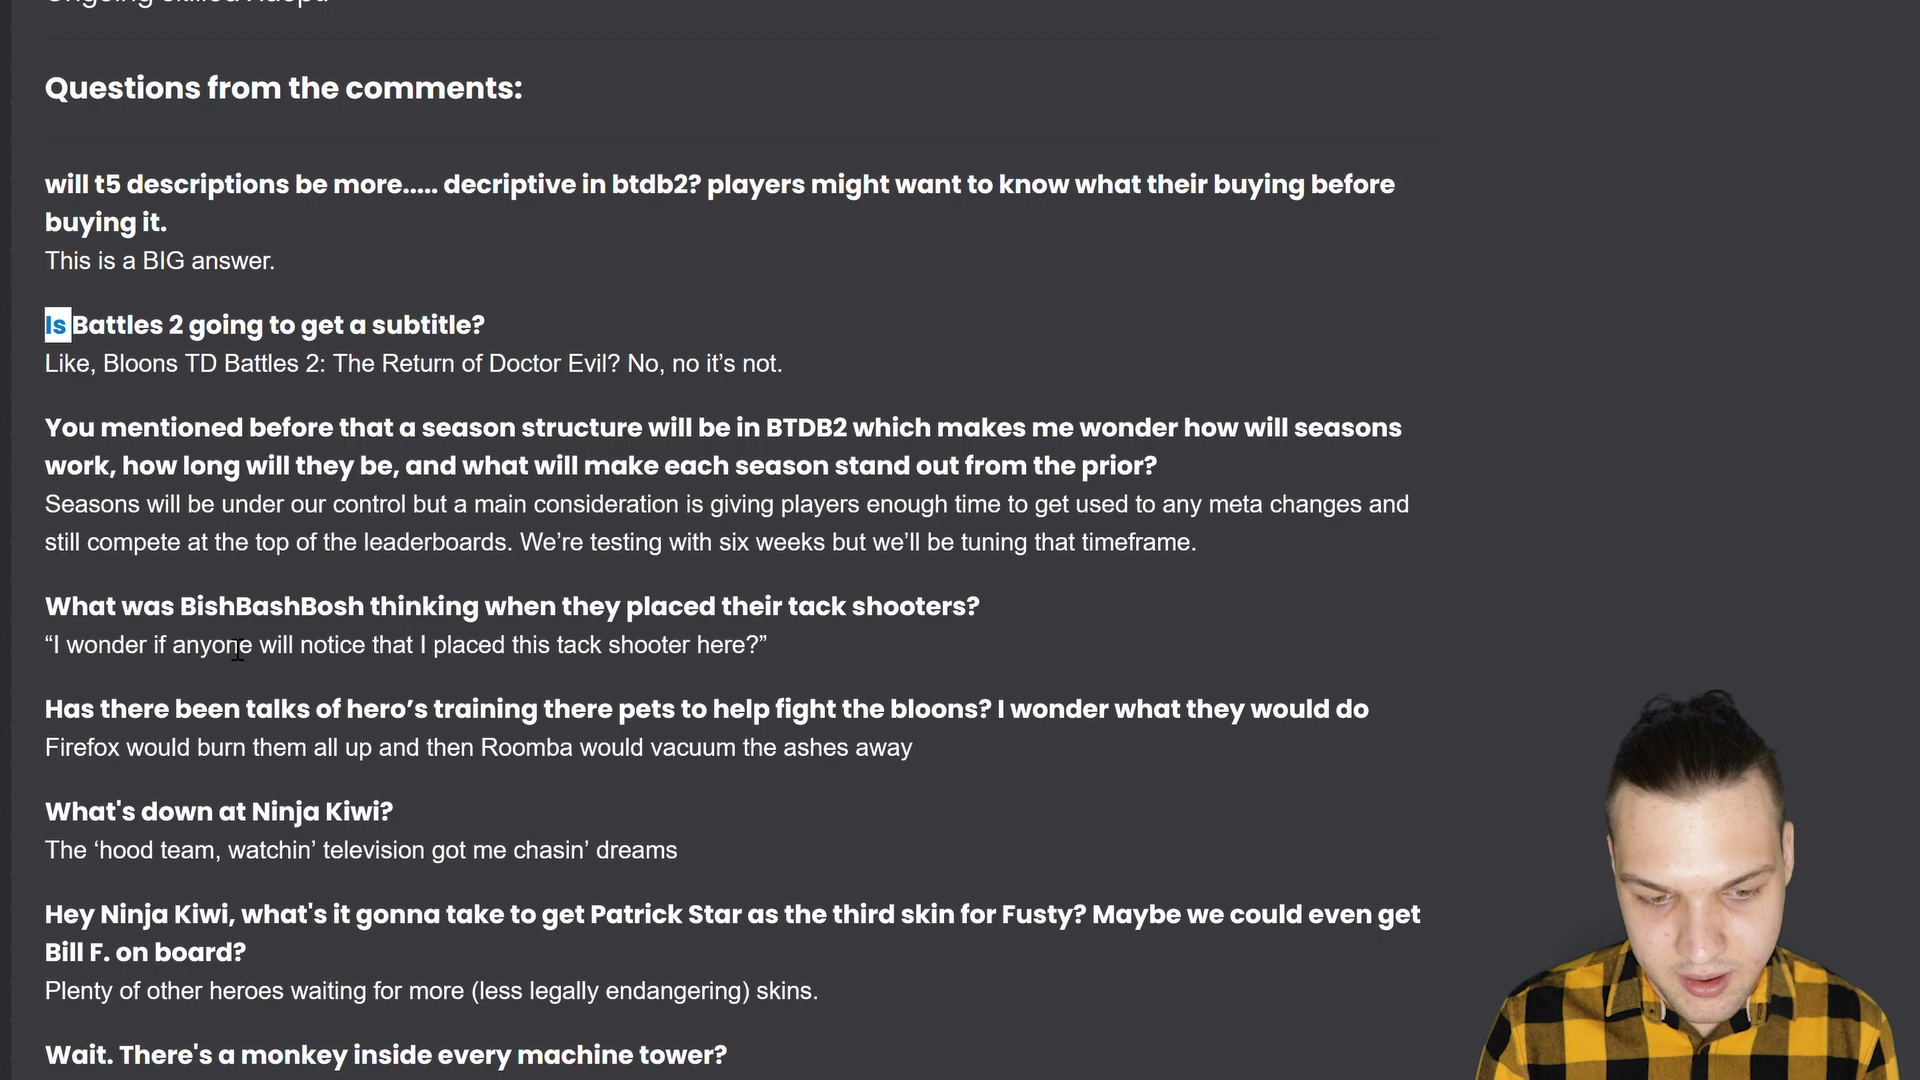 Ongoing skilled Adept.
Questions from the comments:
will t5 descriptions be more..... decriptive in btdb2? players might want to know what their buying before
buying it.
This is a BIG answer.
Is Battles 2 going to get a subtitle?
Like, Bloons TD Battles 2: The Return of Doctor Evil? No, no it’s not.
You mentioned before that a season structure will be in BTDB2 which makes me wonder how will seasons
work, how long will they be, and what will make each season stand out from the prior?
Seasons will be under our control but a main consideration is giving players enough time to get used to any meta changes and
still compete at the top of the leaderboards. We’re testing with six weeks but we’ll be tuning that timeframe.
What was BishBashBosh thinking when they placed their tack shooters?
“I wonder if anyone will notice that I placed this tack shooter here?”
Has there been talks of hero’s training there pets to help fight the bloons? I wonder what they would do
Firefox would burn them all up and then Roomba would vacuum the ashes away
What's down at Ninja Kiwi?
The ‘hood team, watchin’ television got me chasin’ dreams
Hey Ninja Kiwi, what's it gonna take to get Patrick Star as the third skin for Fusty? Maybe we could even get
Bill F. on board?
Plenty of other heroes waiting for more (less legally endangering) skins.
Wait. There's a monkey inside every machine tower?